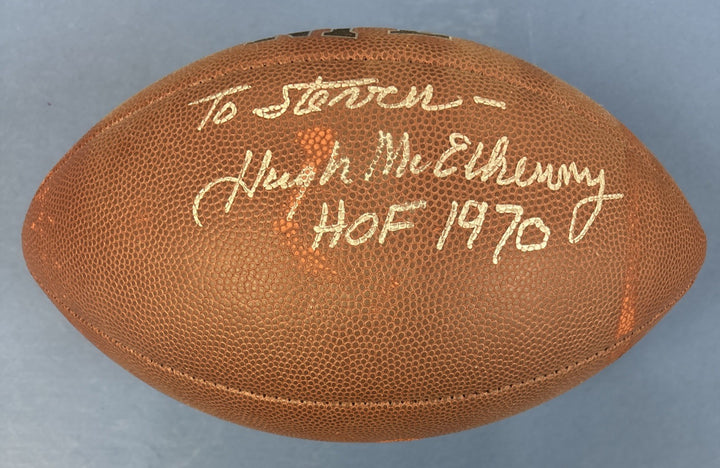 To Steven -
Hugh McElhenny
HOF 1970